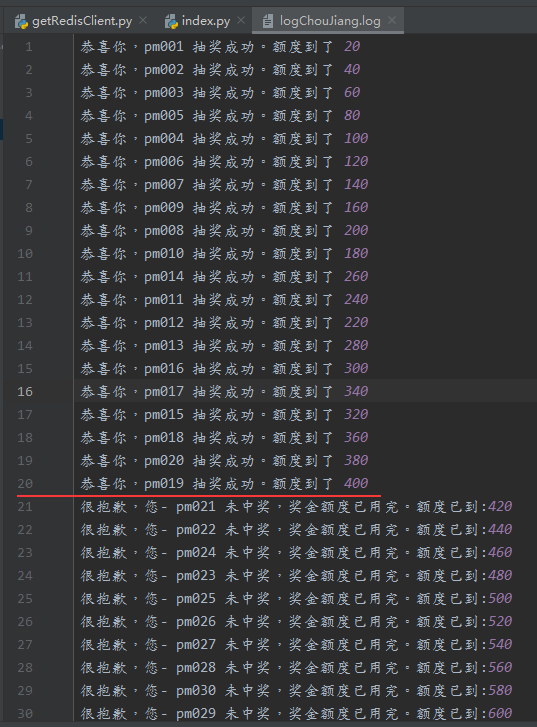 getRedisClient.py × index.py × logChouJiang.log ×
1 恭喜你，pm001 抽奖成功。额度到了 20
2 恭喜你，pm002 抽奖成功。额度到了 40
3 恭喜你，pm003 抽奖成功。额度到了 60
4 恭喜你，pm005 抽奖成功。额度到了 80
5 恭喜你，pm004 抽奖成功。额度到了 100
6 恭喜你，pm006 抽奖成功。额度到了 120
7 恭喜你，pm007 抽奖成功。额度到了 140
8 恭喜你，pm009 抽奖成功。额度到了 160
9 恭喜你，pm008 抽奖成功。额度到了 200
10 恭喜你，pm010 抽奖成功。额度到了 180
11 恭喜你，pm014 抽奖成功。额度到了 260
12 恭喜你，pm011 抽奖成功。额度到了 240
13 恭喜你，pm012 抽奖成功。额度到了 220
14 恭喜你，pm013 抽奖成功。额度到了 280
15 恭喜你，pm016 抽奖成功。额度到了 300
16 恭喜你，pm017 抽奖成功。额度到了 340
17 恭喜你，pm015 抽奖成功。额度到了 320
18 恭喜你，pm018 抽奖成功。额度到了 360
19 恭喜你，pm020 抽奖成功。额度到了 380
20 恭喜你，pm019 抽奖成功。额度到了 400
21 很抱歉，您- pm021 未中奖，奖金额度已用完。额度已到:420
22 很抱歉，您- pm022 未中奖，奖金额度已用完。额度已到:440
23 很抱歉，您- pm024 未中奖，奖金额度已用完。额度已到:460
24 很抱歉，您- pm023 未中奖，奖金额度已用完。额度已到:480
25 很抱歉，您- pm025 未中奖，奖金额度已用完。额度已到:500
26 很抱歉，您- pm026 未中奖，奖金额度已用完。额度已到:520
27 很抱歉，您- pm027 未中奖，奖金额度已用完。额度已到:540
28 很抱歉，您- pm028 未中奖，奖金额度已用完。额度已到:560
29 很抱歉，您- pm030 未中奖，奖金额度已用完。额度已到:580
30 很抱歉，您- pm029 未中奖，奖金额度已用完。额度已到:600